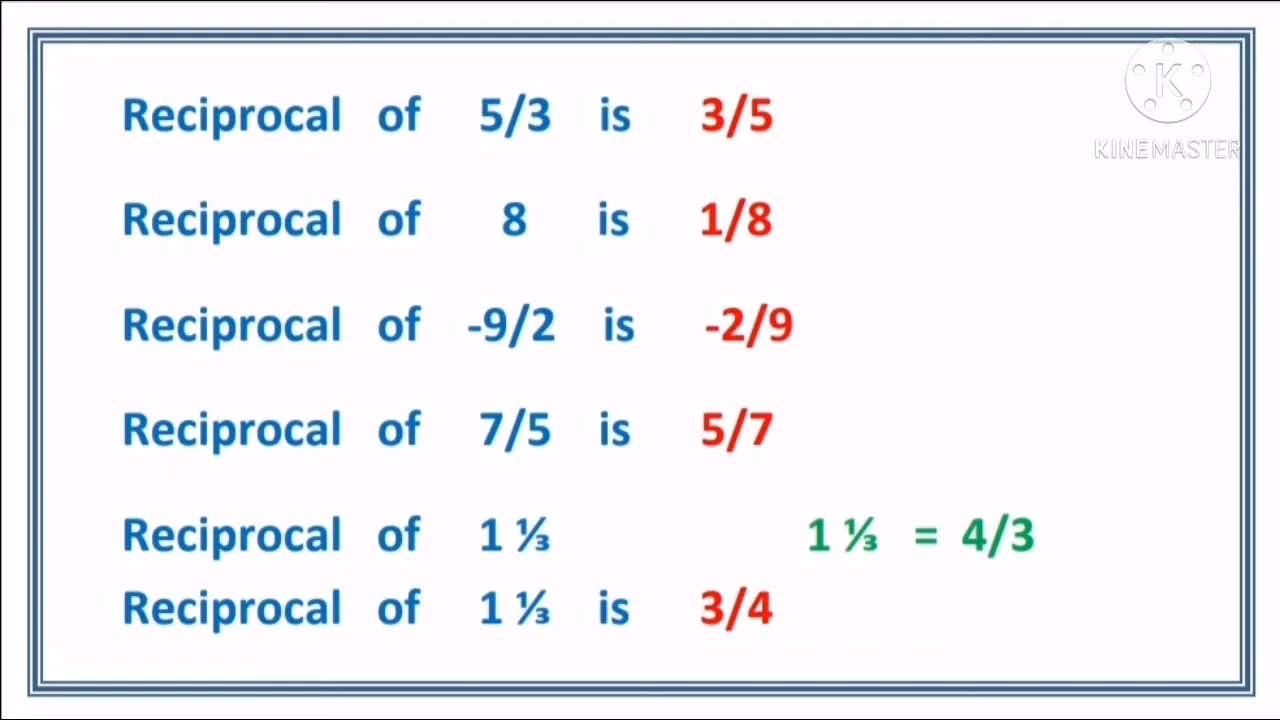 Reciprocal of 5/3 is 3/5
K
KINEMASTER
Reciprocal of 8 is 1/8
Reciprocal of -9/2 is -2/9
Reciprocal of 7/5 is 5/7
Reciprocal of 1 ⅓ 1 ⅓ = 4/3
Reciprocal of 1 ⅓ is 3/4